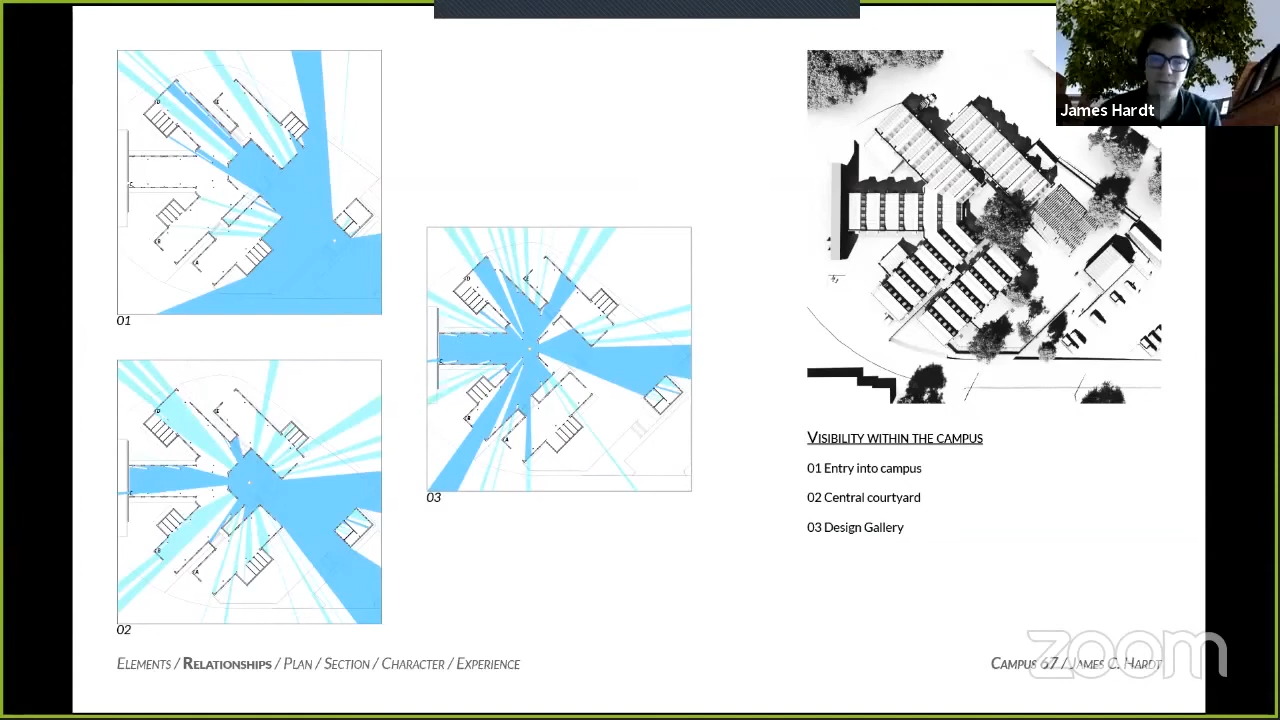 James Hardt
01
02
03
VISIBILITY WITHIN THE CAMPUS
01 Entry into campus
02 Central courtyard
03 Design Gallery
ELEMENTS / RELATIONSHIPS / PLAN / SECTION / CHARACTER / EXPERIENCE
CAMPUS 67 / JAMES C. HARDT
zoom